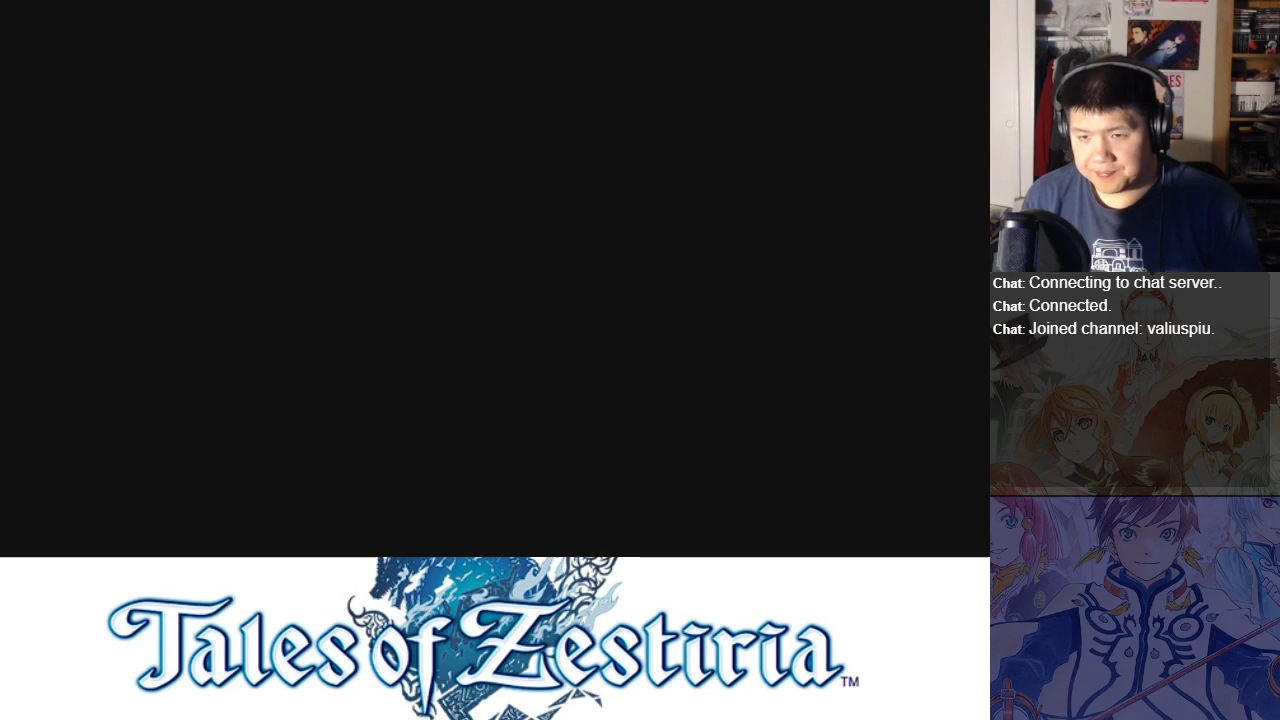 Chat: Connecting to chat server..
Chat: Connected.
Chat: Joined channel: valiuspiu.
Tales of Zestiria™